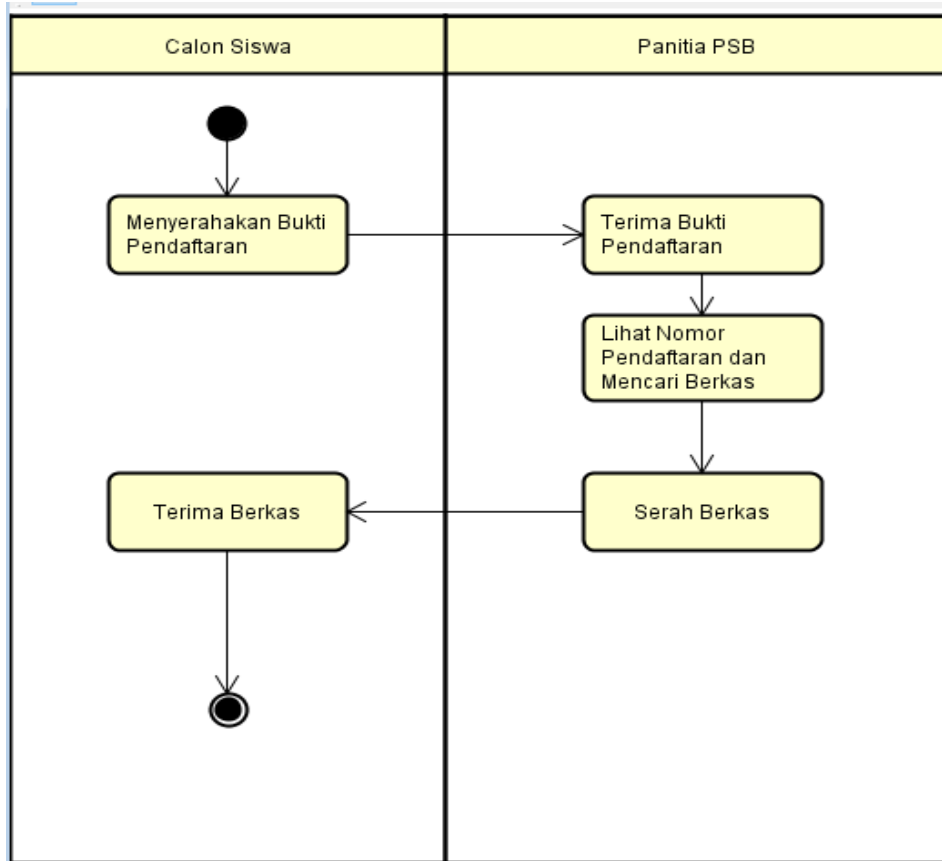 Calon Siswa
Panitia PSB
Menyerahakan Bukti
Pendaftaran
Terima Bukti
Pendaftaran
Lihat Nomor
Pendaftaran dan
Mencari Berkas
Serah Berkas
Terima Berkas